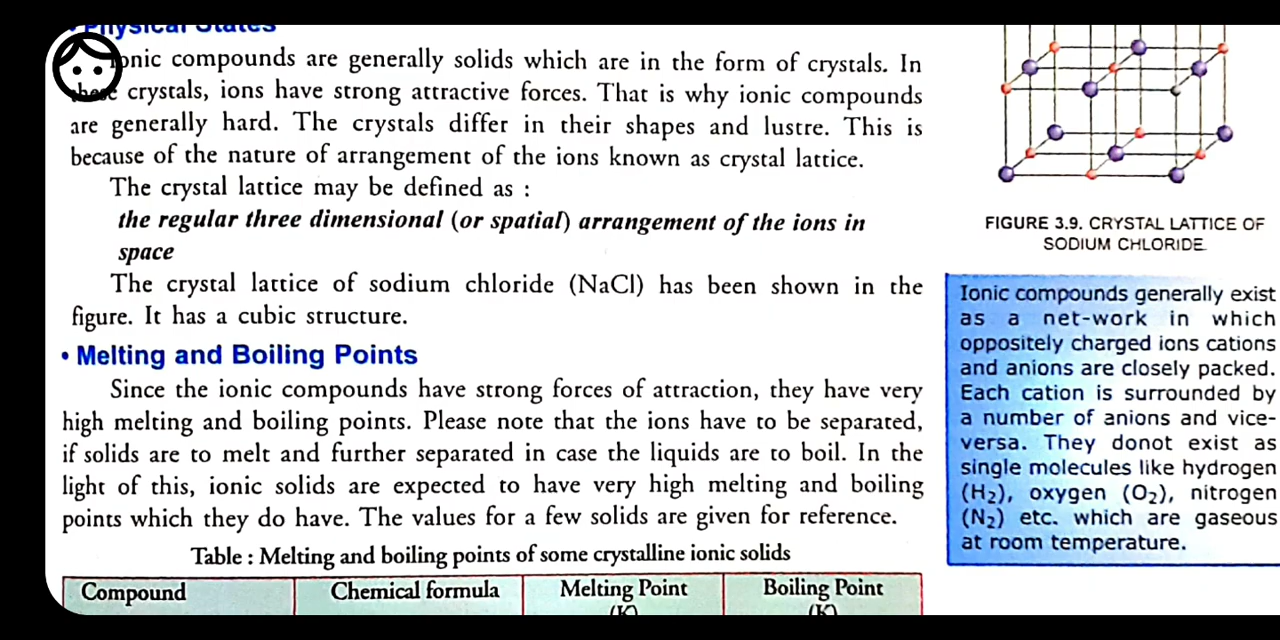 • Physical States
Ionic compounds are generally solids which are in the form of crystals. In
these crystals, ions have strong attractive forces. That is why ionic compounds
are generally hard. The crystals differ in their shapes and lustre. This is
because of the nature of arrangement of the ions known as crystal lattice.
The crystal lattice may be defined as :
the regular three dimensional (or spatial) arrangement of the ions in
space
The crystal lattice of sodium chloride (NaCl) has been shown in the
figure. It has a cubic structure.
• Melting and Boiling Points
Since the ionic compounds have strong forces of attraction, they have very
high melting and boiling points. Please note that the ions have to be separated,
if solids are to melt and further separated in case the liquids are to boil. In the
light of this, ionic solids are expected to have very high melting and boiling
points which they do have. The values for a few solids are given for reference.
Table : Melting and boiling points of some crystalline ionic solids
Compound Chemical formula Melting Point Boiling Point
(K) (K)
FIGURE 3.9. CRYSTAL LATTICE OF
SODIUM CHLORIDE
Ionic compounds generally exist
as a net-work in which
oppositely charged ions cations
and anions are closely packed.
Each cation is surrounded by
a number of anions and vice-
versa. They donot exist as
single molecules like hydrogen
(H₂), oxygen (O₂), nitrogen
(N₂) etc. which are gaseous
at room temperature.